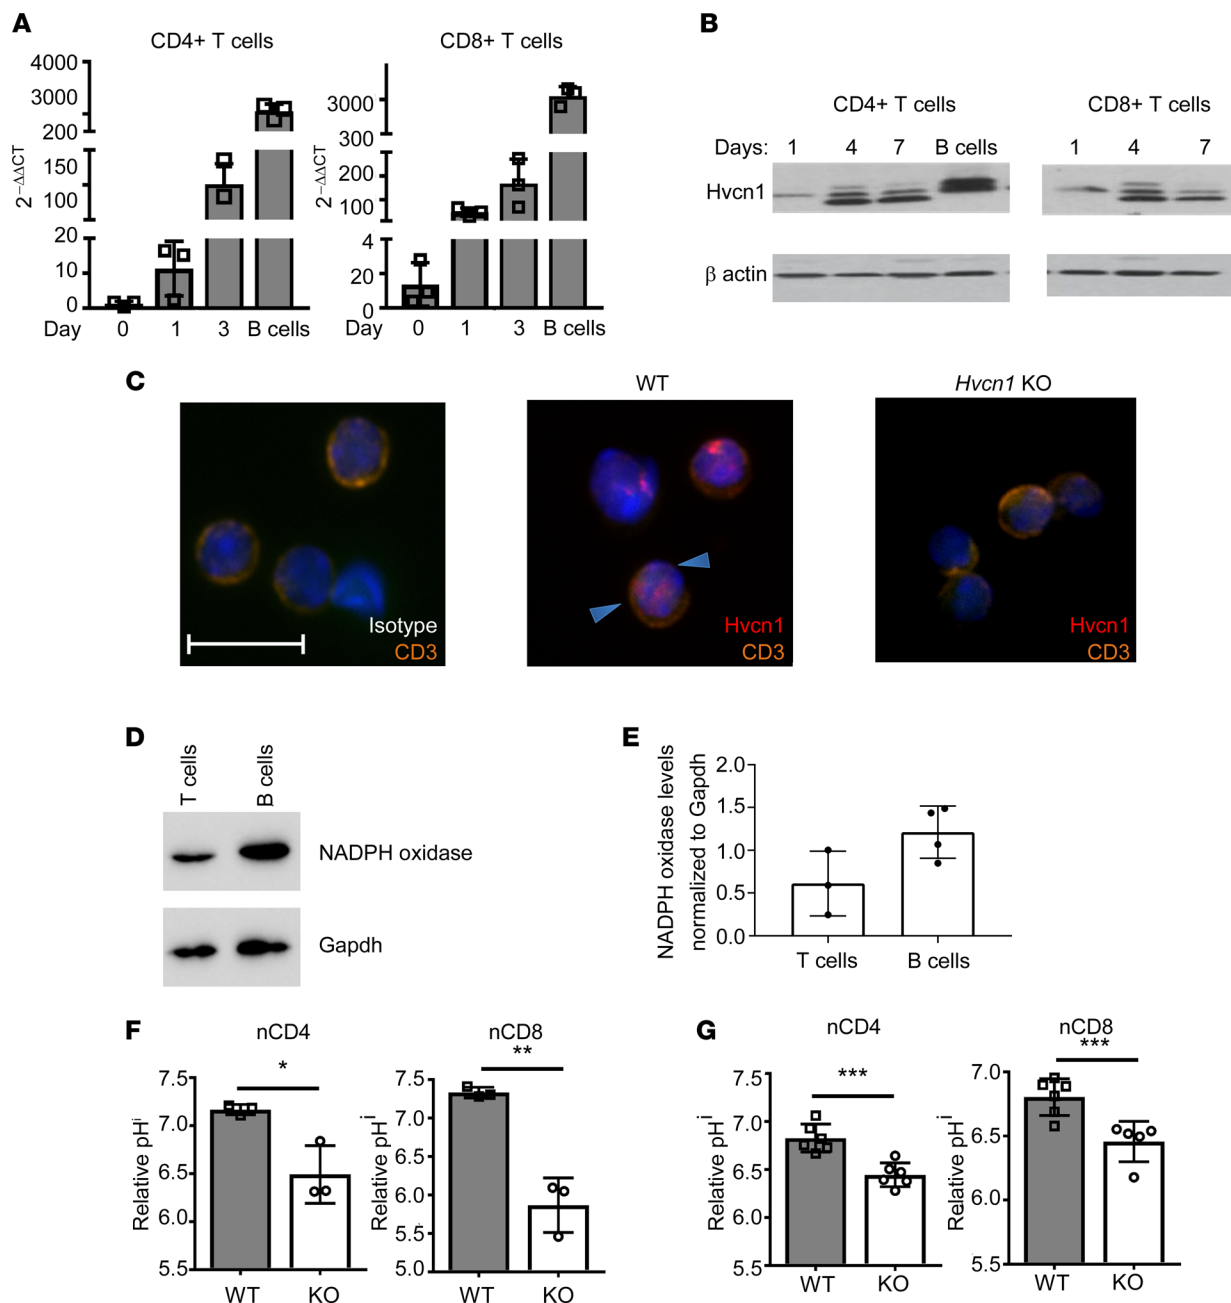 A
CD4+ T cells
2−ΔΔCT
4000
3000
200
150
100
20
10
0
Day
0
1
3
B cells
CD8+ T cells
2−ΔΔCT
3000
300
200
100
4
20
0
0
1
3
B cells
B
CD4+ T cells
CD8+ T cells
Days:
1
4
7
B cells
1
4
7
Hvcn1
β actin
C
WT
Hvcn1 KO
Isotype
CD3
Hvcn1
CD3
Hvcn1
CD3
D
T cells
B cells
NADPH oxidase
Gapdh
E
NADPH oxidase levels
normalized to Gapdh
2.0
1.5
1.0
0.5
0.0
T cells
B cells
F
nCD4
*
Relative pHi
7.5
7.0
6.5
6.0
5.5
WT
KO
nCD8
**
Relative pHi
7.5
7.0
6.5
6.0
5.5
5.0
WT
KO
G
nCD4
***
Relative pHi
7.5
7.0
6.5
6.0
5.5
WT
KO
nCD8
***
Relative pHi
7.0
6.5
6.0
5.5
WT
KO